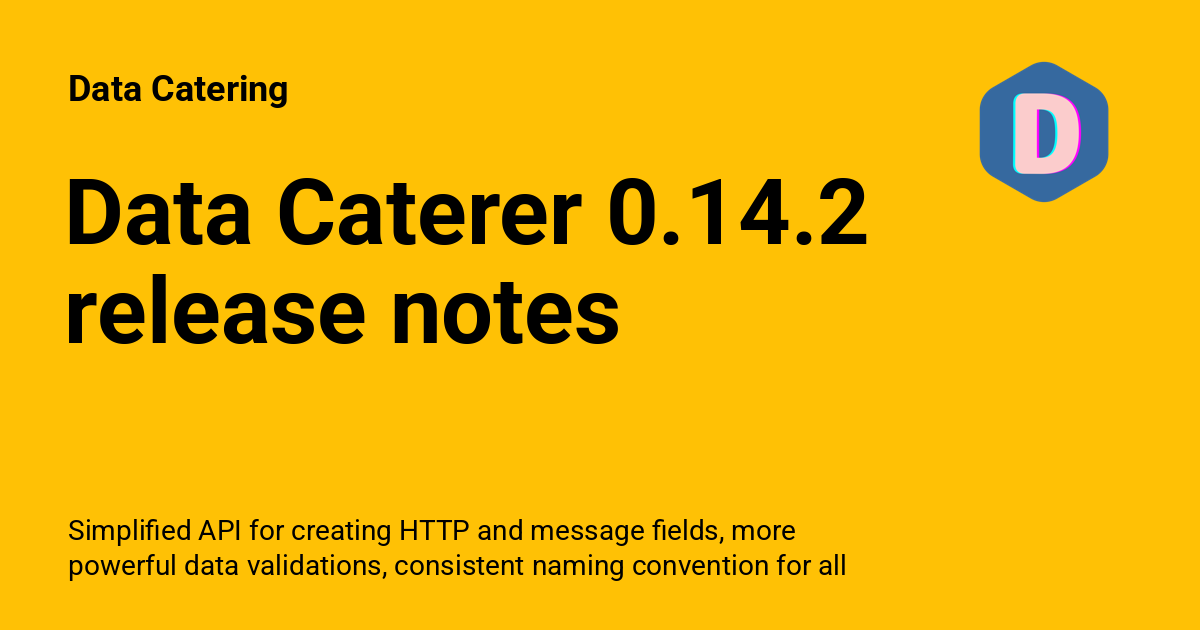 Data Catering
D
Data Caterer 0.14.2
release notes
Simplified API for creating HTTP and message fields, more
powerful data validations, consistent naming convention for all